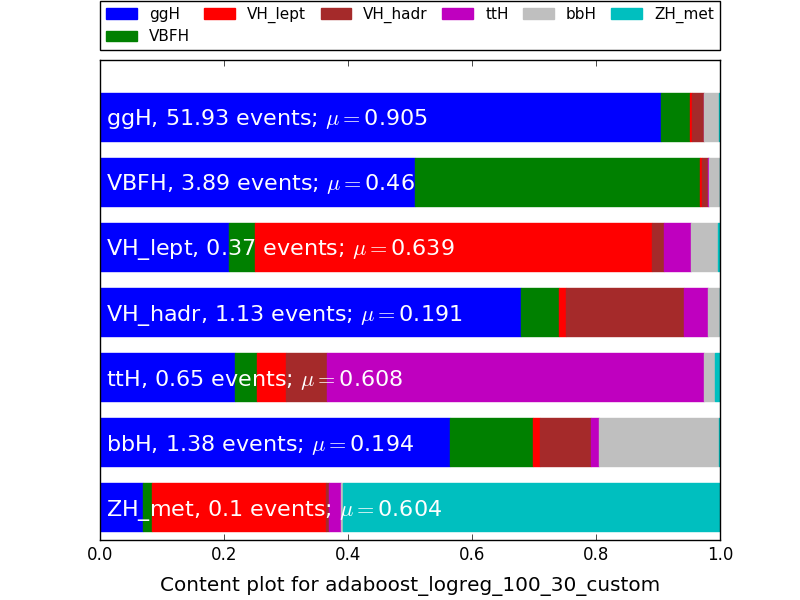 ggH VH_lept VH_hadr ttH bbH ZH_met
VBFH
ggH, 51.93 events; μ = 0.905
VBFH, 3.89 events; μ = 0.46
VH_lept, 0.37 events; μ = 0.639
VH_hadr, 1.13 events; μ = 0.191
ttH, 0.65 events; μ = 0.608
bbH, 1.38 events; μ = 0.194
ZH_met, 0.1 events; μ = 0.604
0.0 0.2 0.4 0.6 0.8 1.0
Content plot for adaboost_logreg_100_30_custom